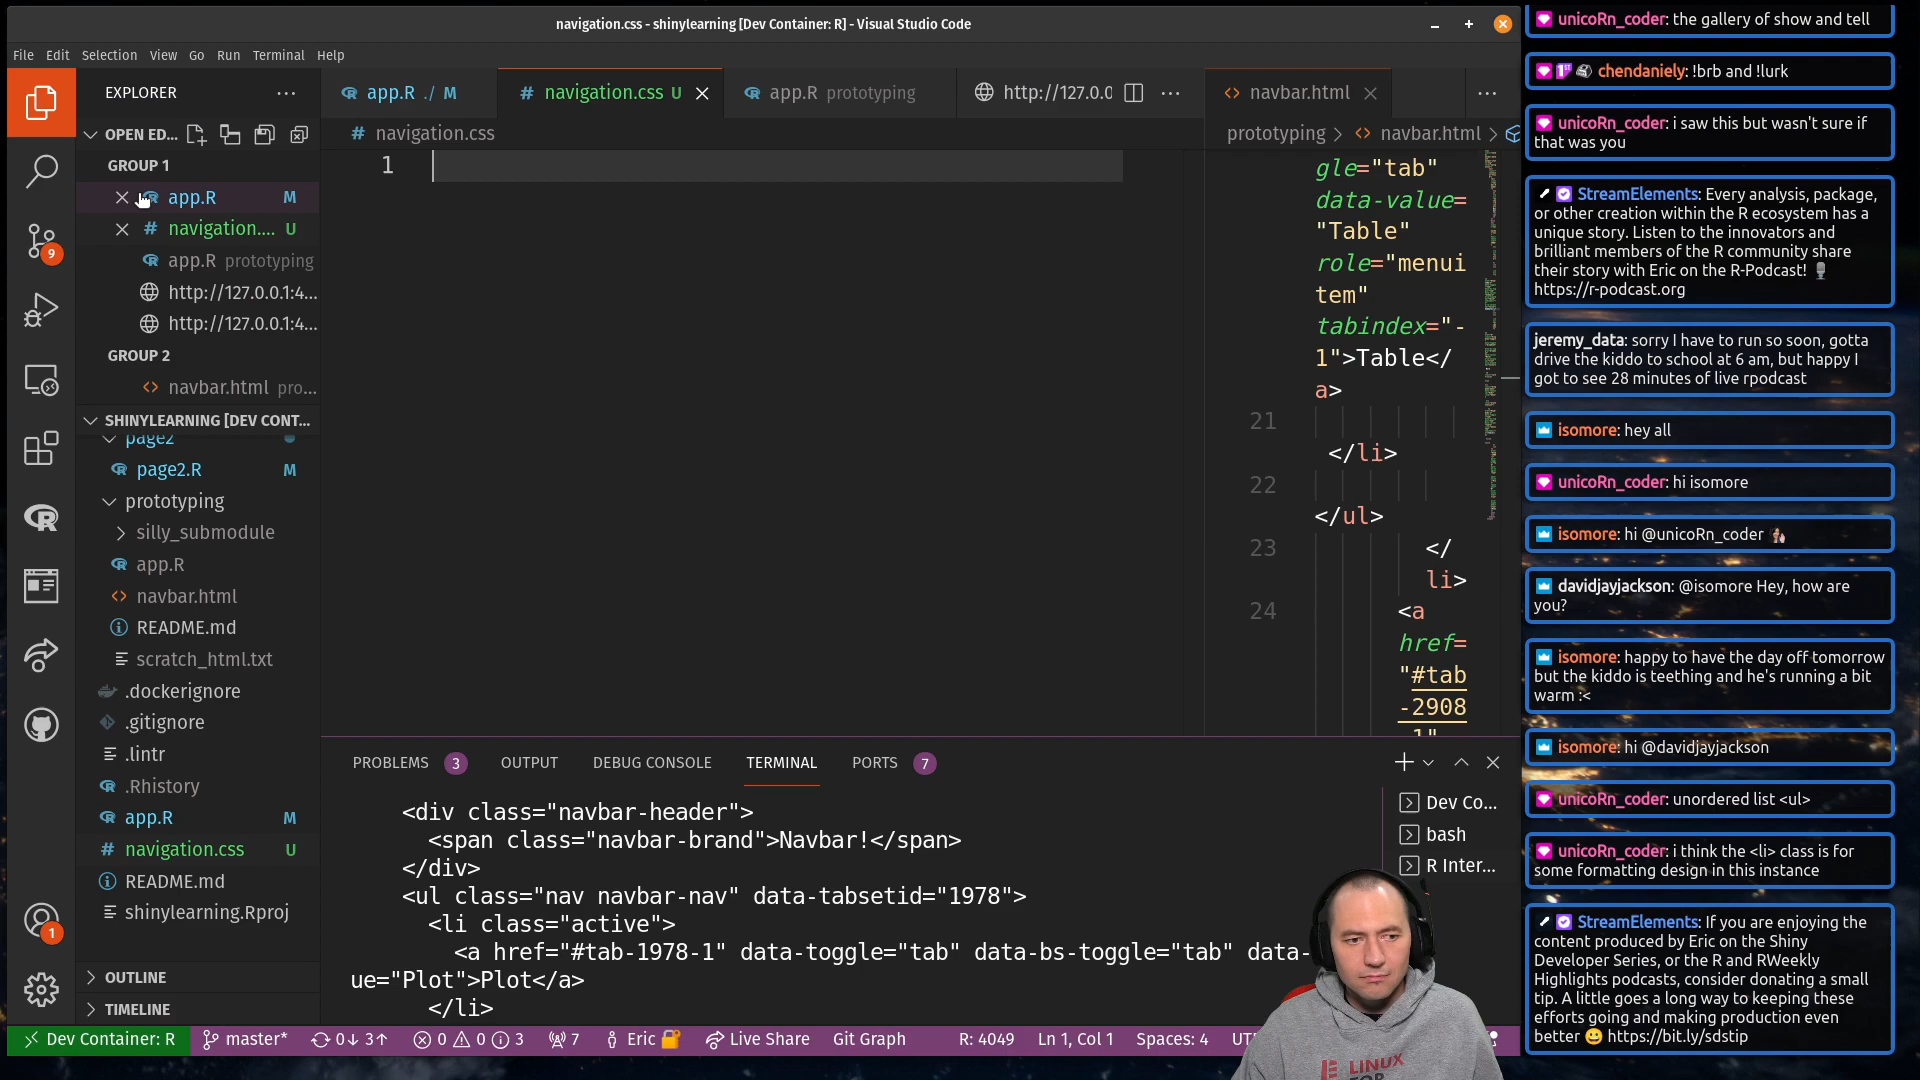 navigation.css - shinylearning [Dev Container: R] - Visual Studio Code
File Edit Selection View Go Run Terminal Help
EXPLORER
OPEN ED...
GROUP 1
app.R M
navigation.... U
app.R prototyping
http://127.0.0.1:4...
http://127.0.0.1:4...
GROUP 2
navbar.html pro...
SHINYLEARNING [DEV CONT...
page2
page2.R M
prototyping
silly_submodule
app.R
navbar.html
README.md
scratch_html.txt
.dockerignore
.gitignore
.lintr
.Rhistory
app.R M
navigation.css U
README.md
shinylearning.Rproj
OUTLINE
TIMELINE
9
1
app.R ./ M
navigation.css U
app.R prototyping
http://127.0.0
navbar.html
navigation.css
prototyping > navbar.html >
1
gle="tab"
data-value=
"Table"
role="menui
tem"
tabindex="-
1">Table</
a>
21
</li>
22
</ul>
23 </
li>
24 <a
href=
"#tab
-2908
PROBLEMS 3 OUTPUT DEBUG CONSOLE TERMINAL PORTS 7
<div class="navbar-header">
<span class="navbar-brand">Navbar!</span>
</div>
<ul class="nav navbar-nav" data-tabsetid="1978">
<li class="active">
<a href="#tab-1978-1" data-toggle="tab" data-bs-toggle="tab" data-
ue="Plot">Plot</a>
</li>
Dev Co...
bash
R Inter...
Dev Container: R master* 0↓ 3↑ 0 0 3 7 Eric Live Share Git Graph R: 4049 Ln 1, Col 1 Spaces: 4
LINUX
unicoRn_coder: the gallery of show and tell
chendaniely: !brb and !lurk
unicoRn_coder: i saw this but wasn't sure if
that was you
StreamElements: Every analysis, package,
or other creation within the R ecosystem has a
unique story. Listen to the innovators and
brilliant members of the R community share
their story with Eric on the R-Podcast! 🎙
https://r-podcast.org
jeremy_data: sorry I have to run so soon, gotta
drive the kiddo to school at 6 am, but happy I
got to see 28 minutes of live rpodcast
isomore: hey all
unicoRn_coder: hi isomore
isomore: hi @unicoRn_coder
davidjayjackson: @isomore Hey, how are
you?
isomore: happy to have the day off tomorrow
but the kiddo is teething and he's running a bit
warm :<
isomore: hi @davidjayjackson
unicoRn_coder: unordered list <ul>
unicoRn_coder: i think the <li> class is for
some formatting design in this instance
StreamElements: If you are enjoying the
content produced by Eric on the Shiny
Developer Series, or the R and RWeekly
Highlights podcasts, consider donating a small
tip. A little goes a long way to keeping these
efforts going and making production even
better 😀 https://bit.ly/sdstip